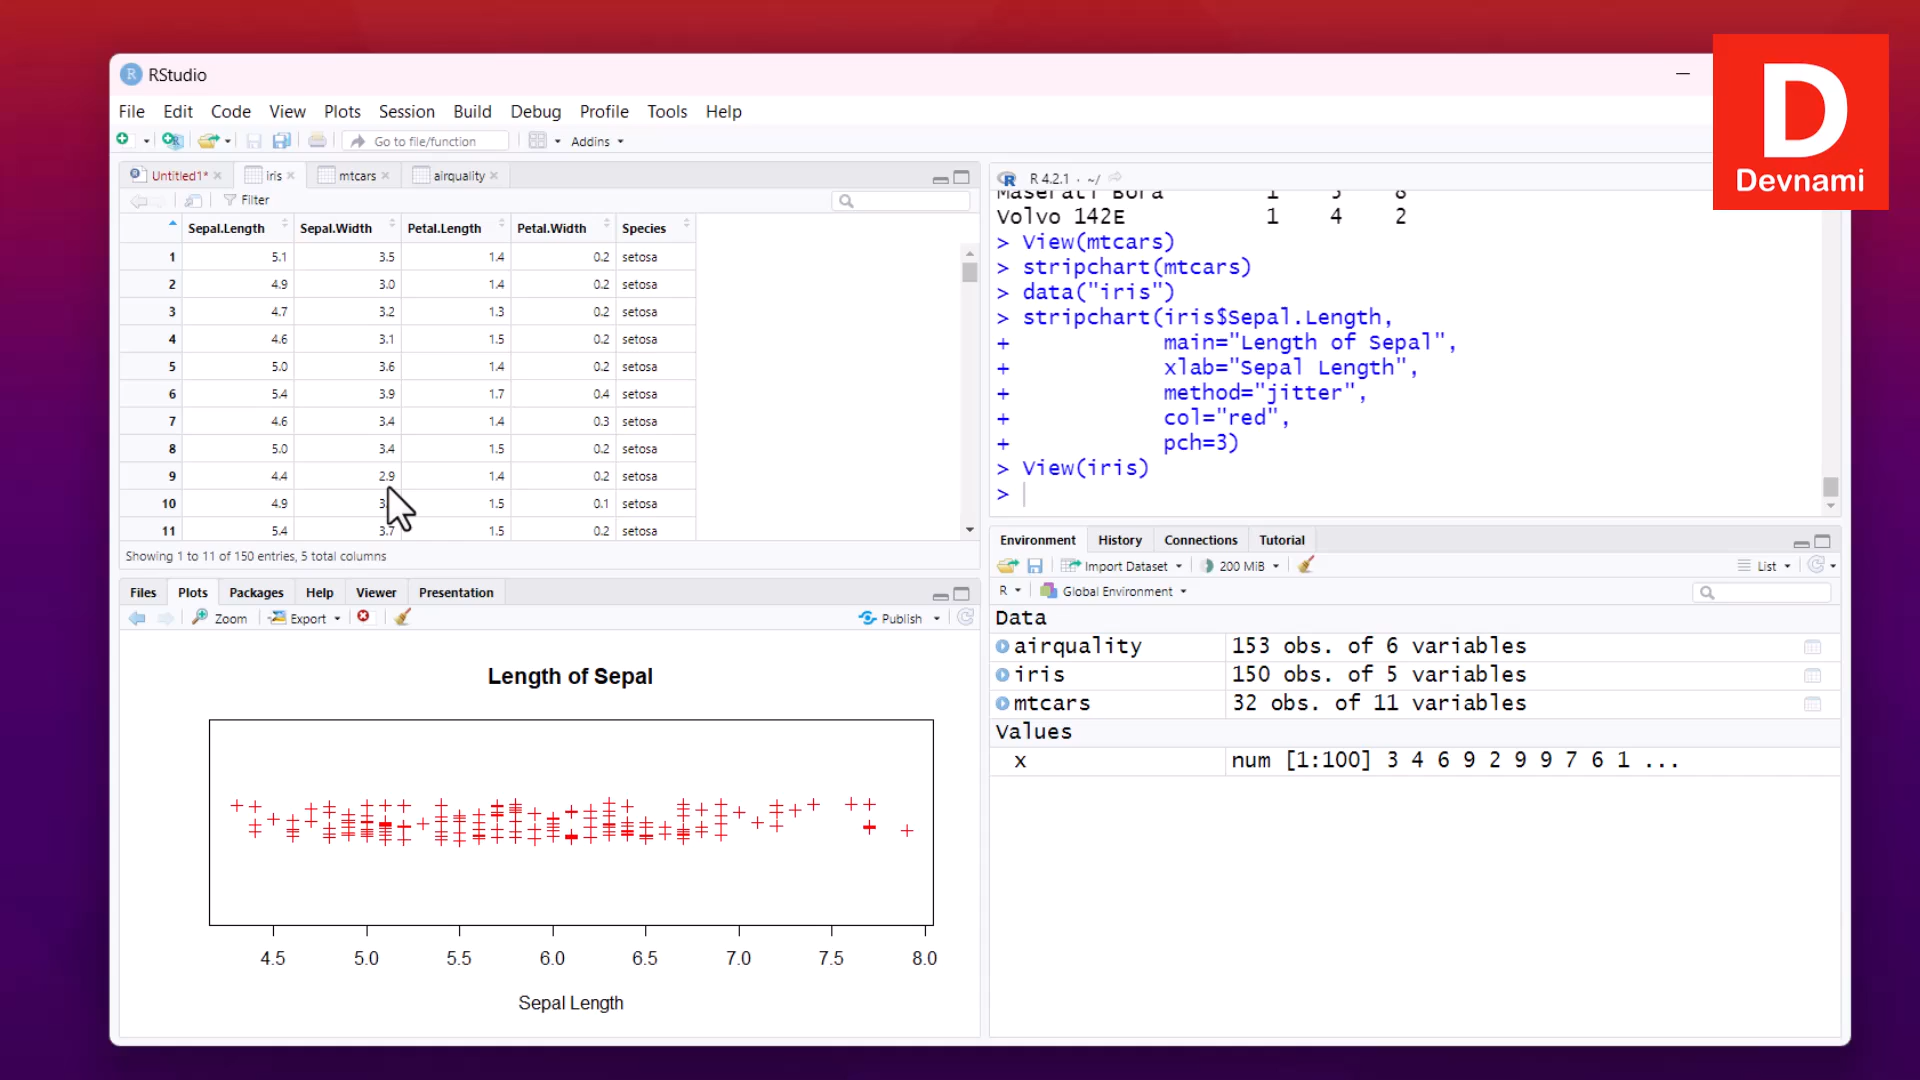 RStudio
D
Devnami
File Edit Code View Plots Session Build Debug Profile Tools Help
Go to file/function Addins
Untitled1* iris mtcars airquality
Filter
Sepal.Length Sepal.Width Petal.Length Petal.Width Species
1 5.1 3.5 1.4 0.2 setosa
2 4.9 3.0 1.4 0.2 setosa
3 4.7 3.2 1.3 0.2 setosa
4 4.6 3.1 1.5 0.2 setosa
5 5.0 3.6 1.4 0.2 setosa
6 5.4 3.9 1.7 0.4 setosa
7 4.6 3.4 1.4 0.3 setosa
8 5.0 3.4 1.5 0.2 setosa
9 4.4 2.9 1.4 0.2 setosa
10 4.9 1.5 0.1 setosa
11 5.4 3.7 1.5 0.2 setosa
Showing 1 to 11 of 150 entries, 5 total columns
Files Plots Packages Help Viewer Presentation
Zoom Export Publish
Length of Sepal
4.5 5.0 5.5 6.0 6.5 7.0 7.5 8.0
Sepal Length
R 4.2.1 · ~/
Maserati Bora 1 5 8
Volvo 142E 1 4 2
> View(mtcars)
> stripchart(mtcars)
> data("iris")
> stripchart(iris$Sepal.Length,
+ main="Length of Sepal",
+ xlab="Sepal Length",
+ method="jitter",
+ col="red",
+ pch=3)
> View(iris)
>
Environment History Connections Tutorial
Import Dataset 200 MiB List
R Global Environment
Data
airquality 153 obs. of 6 variables
iris 150 obs. of 5 variables
mtcars 32 obs. of 11 variables
Values
x num [1:100] 3 4 6 9 2 9 9 7 6 1 ...